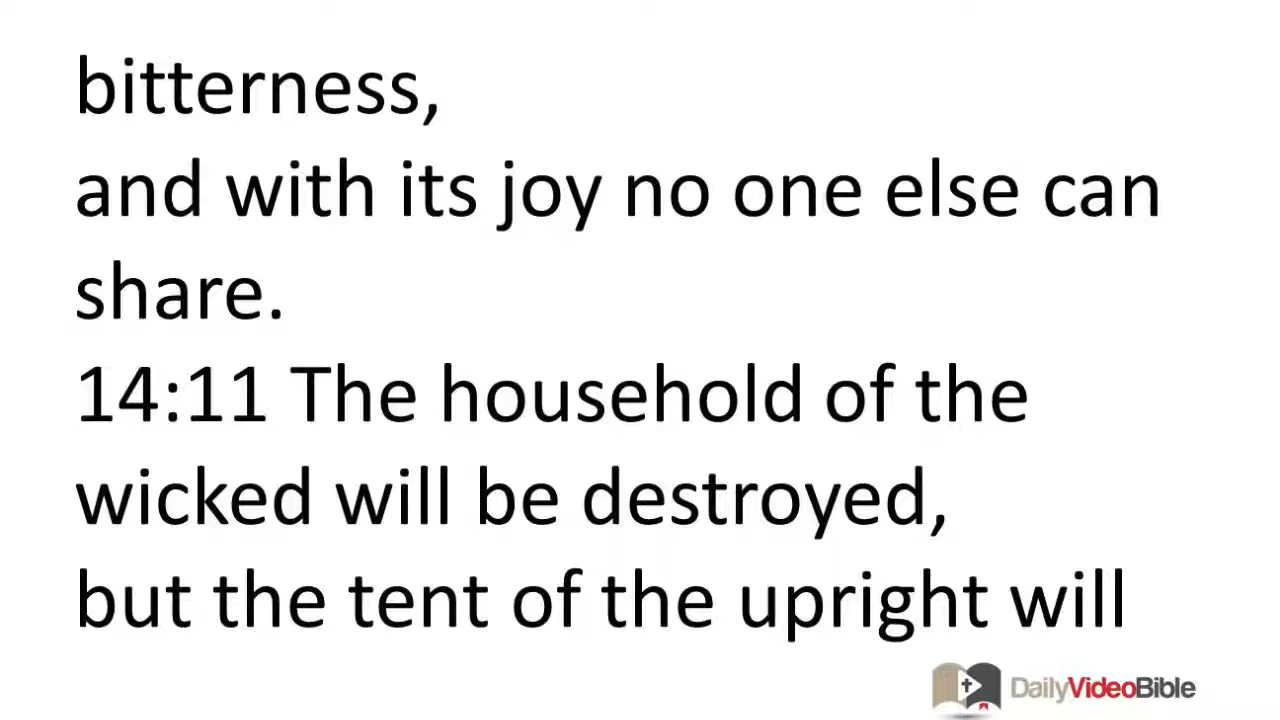 bitterness,
and with its joy no one else can
share.
14:11 The household of the
wicked will be destroyed,
but the tent of the upright will
DailyVideoBible